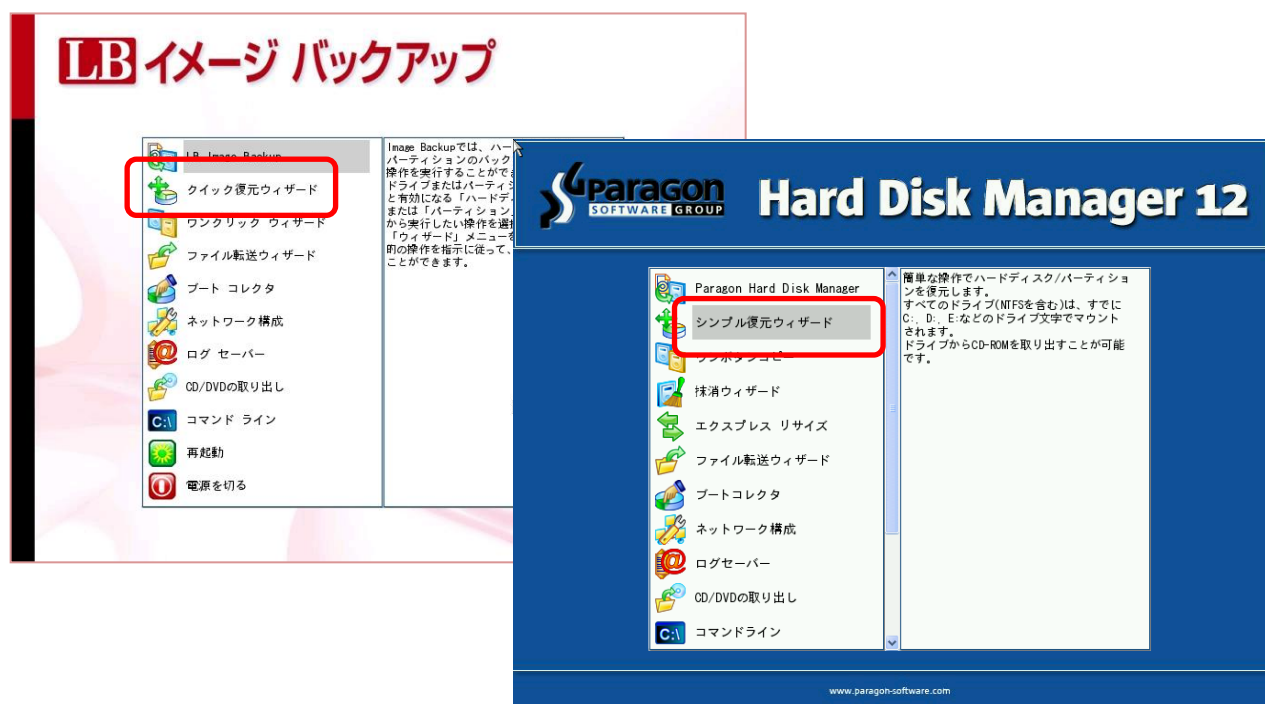 LB イメージ バックアップ
LB Image Backup
クイック復元ウィザード
ワンクリック ウィザード
ファイル転送ウィザード
ブート コレクタ
ネットワーク構成
ログ セーバー
CD/DVDの取り出し
コマンド ライン
再起動
電源を切る
Image Backupでは、ハー
パーティションのバック
操作を実行することがで
ドライブまたはパーティ
と有効になる「ハードデ
または「パーティション」
から実行したい操作を選
「ウィザード」メニューを
的の操作を指示に従って、
ことができます。
Paragon
SOFTWARE GROUP
Hard Disk Manager 12
Paragon Hard Disk Manager
シンプル復元ウィザード
ワンボタンコピー
抹消ウィザード
エクスプレス リサイズ
ファイル転送ウィザード
ブートコレクタ
ネットワーク構成
ログセーバー
CD/DVDの取り出し
コマンドライン
簡単な操作でハードディスク/パーティショ
ンを復元します。
すべてのドライブ(NTFSを含む)は、すでに
C:、D:、E:などのドライブ文字でマウント
されます。
ドライブからCD-ROMを取り出すことが可能
です。
www.paragon-software.com